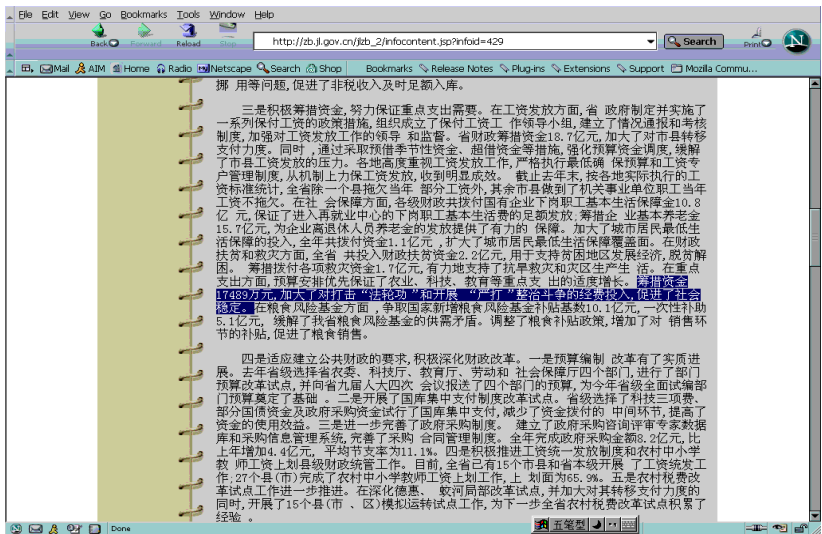 File Edit View Go Bookmarks Tools Window Help
Back Forward Reload Stop http://zb.jl.gov.cn/jlzb_2/infocontent.jsp?infoid=429 Search Print N
Mail AIM Home Radio Netscape Search Shop Bookmarks Release Notes Plug-ins Extensions Support Mozilla Commu...
挪 用等问题,促进了非税收入及时足额入库。
三是积极筹措资金,努力保证重点支出需要。在工资发放方面,省 政府制定并实施了
一系列保付工资的政策措施,组织成立了保付工资工 作领导小组,建立了情况通报和考核
制度,加强对工资发放工作的领导 和监督。省财政筹措资金18.7亿元,加大了对市县转移
支付力度。同时 ,通过采取预借季节性资金、超借资金等措施,强化预算资金调度,缓解
了市县工资发放的压力。各地高度重视工资发放工作,严格执行最低确 保预算和工资专
户管理制度,从机制上力保工资发放,收到明显成效。 截止去年末,按各地实际执行的工
资标准统计,全省除一个县拖欠当年 部分工资外,其余市县做到了机关事业单位职工当年
工资不拖欠。在社 会保障方面,各级财政共拨付国有企业下岗职工基本生活保障金10.8
亿 元,保证了进入再就业中心的下岗职工基本生活费的足额发放;筹措企 业基本养老金
15.7亿元,为企业离退休人员养老金的发放提供了有力的 保障。加大了城市居民最低生
活保障的投入,全年共拨付资金1.1亿元 ,扩大了城市居民最低生活保障覆盖面。在财政
扶贫和救灾方面,全省 共投入财政扶贫资金2.2亿元,用于支持贫困地区发展经济,脱贫解
困。 筹措拨付各项救灾资金1.7亿元,有力地支持了抗旱救灾和灾区生产生 活。在重点
支出方面,预算安排优先保证了农业、科技、教育等重点支 出的适度增长。筹措资金
17489万元,加大了对打击“法轮功”和开展 “严打”整治斗争的经费投入,促进了社会
稳定。在粮食风险基金方面 ,争取国家新增粮食风险基金补贴基数10.1亿元,一次性补助
5.1亿元, 缓解了我省粮食风险基金的供需矛盾。调整了粮食补贴政策,增加了对 销售环
节的补贴,促进了粮食销售。
四是适应建立公共财政的要求,积极深化财政改革。一是预算编制 改革有了实质进
展。去年省级选择省农委、科技厅、教育厅、劳动和 社会保障厅四个部门,进行了部门
预算改革试点,并向省九届人大四次 会议报送了四个部门的预算,为今年省级全面试编部
门预算奠定了基础 。二是开展了国库集中支付制度改革试点。省级选择了科技三项费、
部分国债资金及政府采购资金试行了国库集中支付,减少了资金拨付的 中间环节,提高了
资金的使用效益。三是进一步完善了政府采购制度。 建立了政府采购咨询评审专家数据
库和采购信息管理系统,完善了采购 合同管理制度。全年完成政府采购金额8.2亿元,比
上年增加4.4亿元, 平均节支率为11.1%。四是积极推进工资统一发放制度和农村中小学
教 师工资上划县级财政统管工作。目前,全省已有15个市县和省本级开展 了工资统发工
作;27个县(市)完成了农村中小学教师工资上划工作,上 划面为65.9%。五是农村税费改
革试点工作进一步推进。在深化德惠、 蛟河局部改革试点,并加大对其转移支付力度的
同时,开展了15个县(市 、区)模拟运转试点工作,为下一步全省农村税费改革试点积累了
经验 。
五笔型
Done